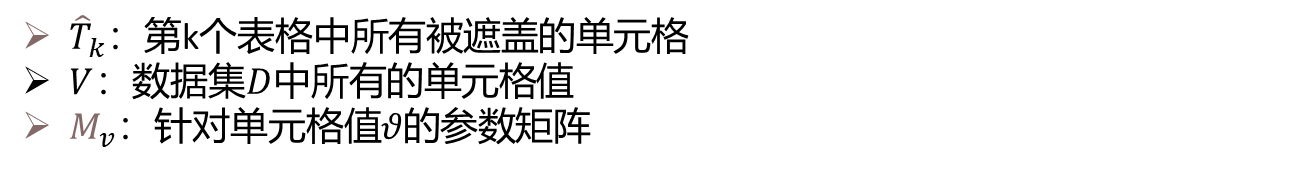 ➢ T̂ₖ：第k个表格中所有被遮盖的单元格
➢ V：数据集D中所有的单元格值
➢ Mᵥ：针对单元格值ϑ的参数矩阵